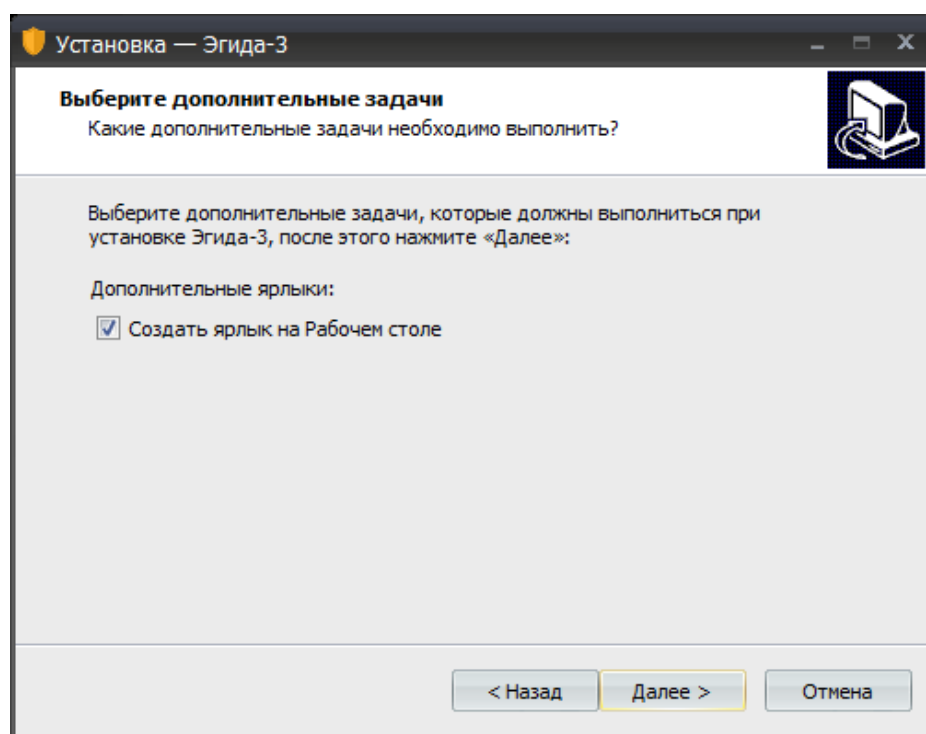 Установка — Эгида-3
Выберите дополнительные задачи
Какие дополнительные задачи необходимо выполнить?
Выберите дополнительные задачи, которые должны выполниться при
установке Эгида-3, после этого нажмите «Далее»:
Дополнительные ярлыки:
Создать ярлык на Рабочем столе
< Назад
Далее >
Отмена